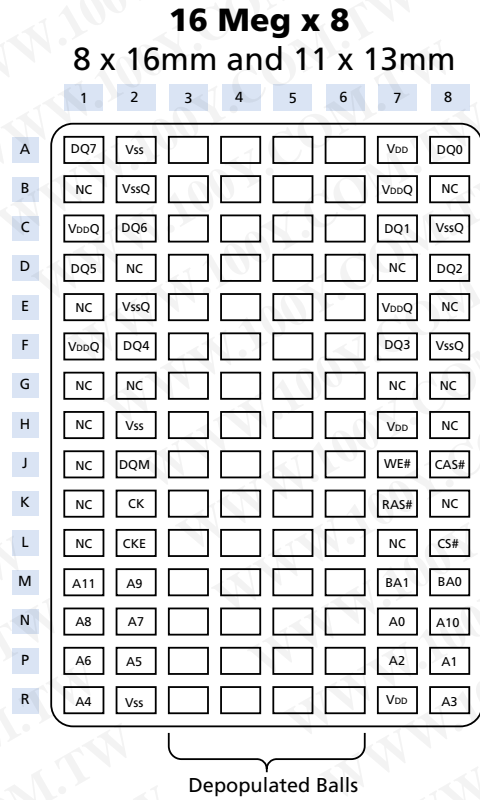 16 Meg x 8
8 x 16mm and 11 x 13mm
1 2 3 4 5 6 7 8
A DQ7 Vss VDD DQ0
B NC VssQ VDDQ NC
C VDDQ DQ6 DQ1 VssQ
D DQ5 NC NC DQ2
E NC VssQ VDDQ NC
F VDDQ DQ4 DQ3 VssQ
G NC NC NC NC
H NC Vss VDD NC
J NC DQM WE# CAS#
K NC CK RAS# NC
L NC CKE NC CS#
M A11 A9 BA1 BA0
N A8 A7 A0 A10
P A6 A5 A2 A1
R A4 Vss VDD A3
Depopulated Balls
WWW.100Y.COM.TW